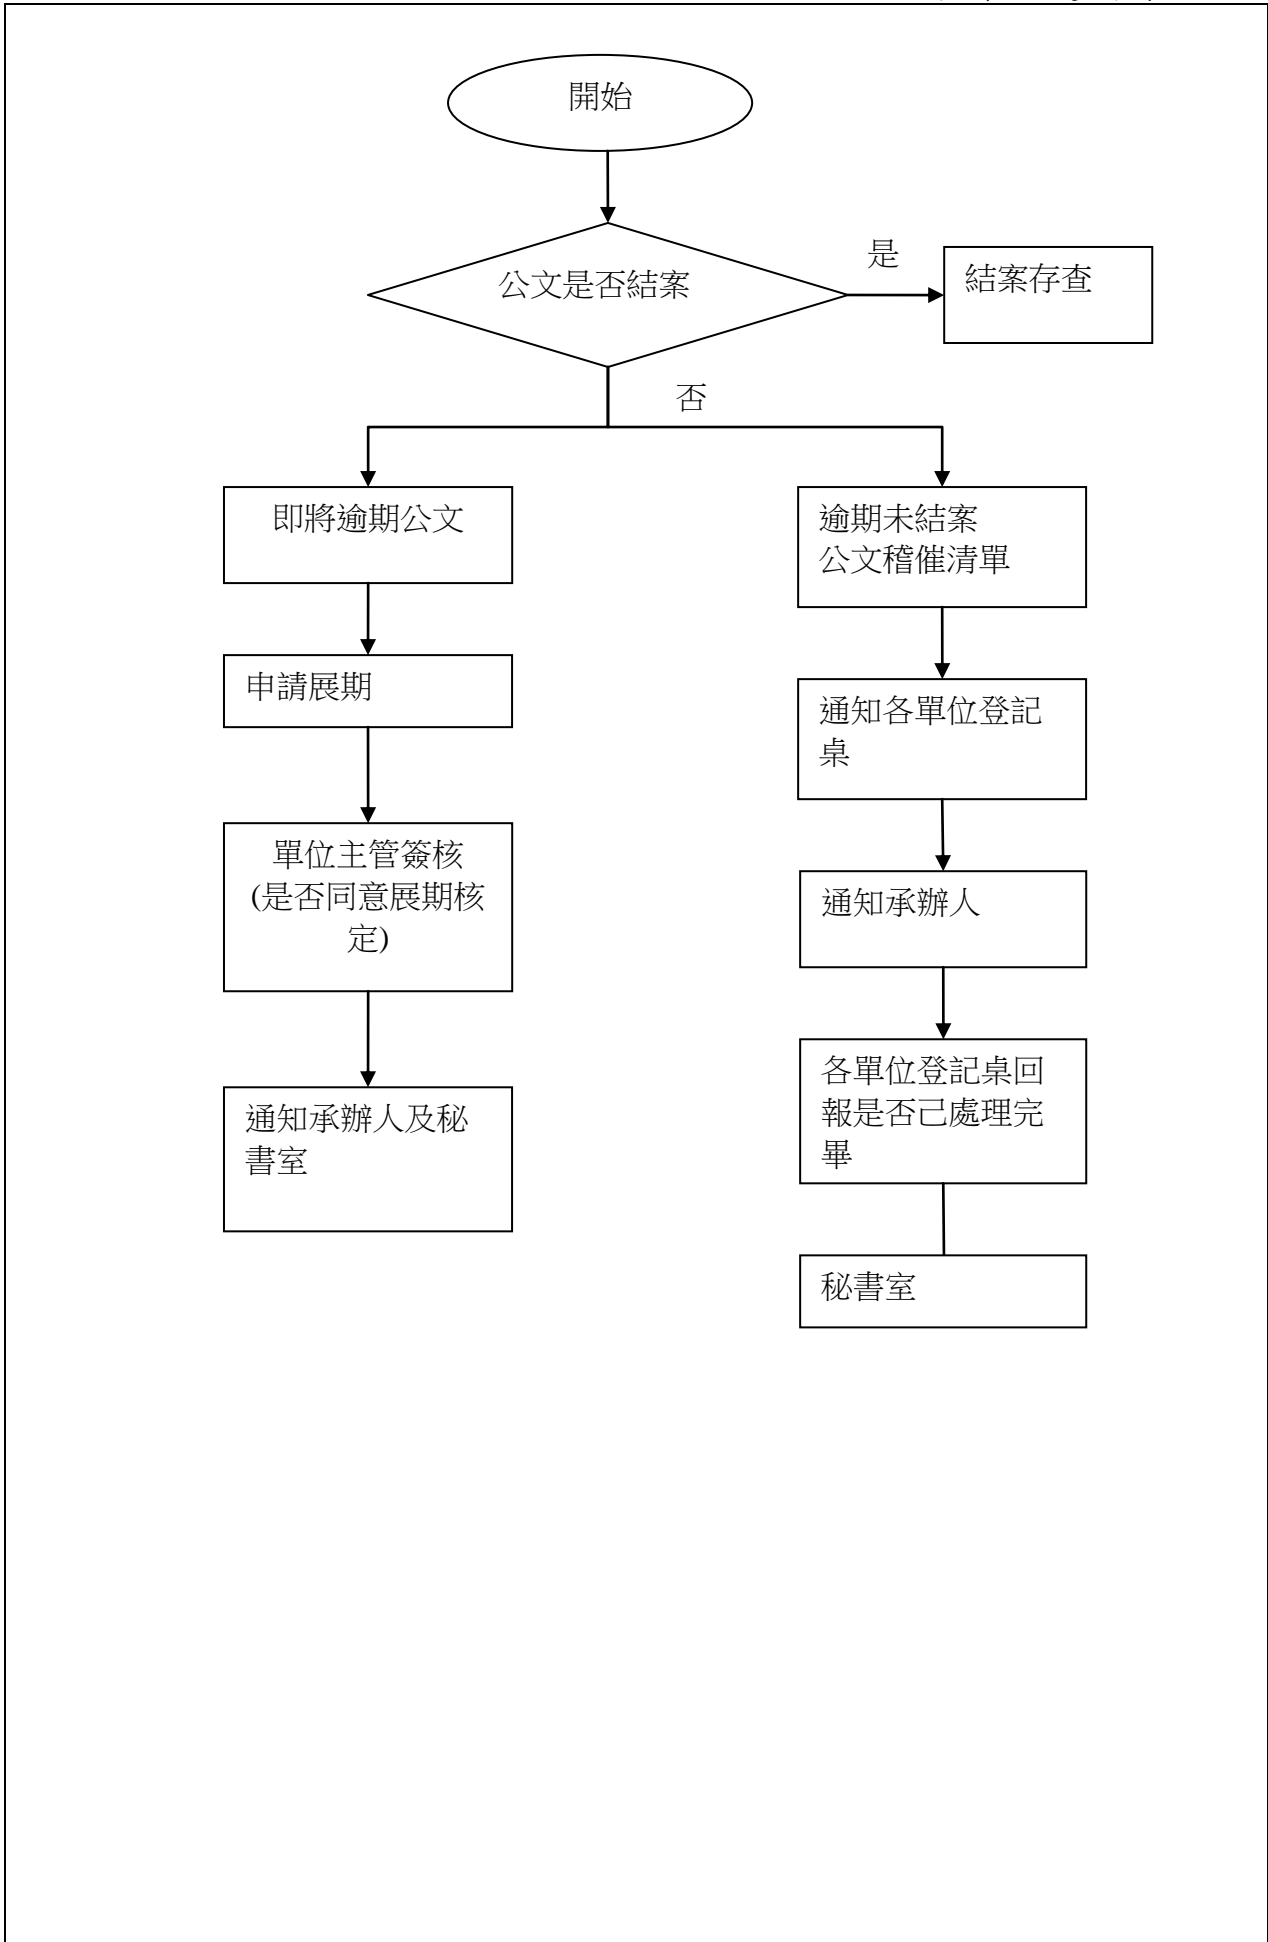 開始
公文是否結案
是
結案存查
否
即將逾期公文
申請展期
單位主管簽核
(是否同意展期核
定)
通知承辦人及秘
書室
逾期未結案
公文稽催清單
通知各單位登記
桌
通知承辦人
各單位登記桌回
報是否己處理完
畢
秘書室